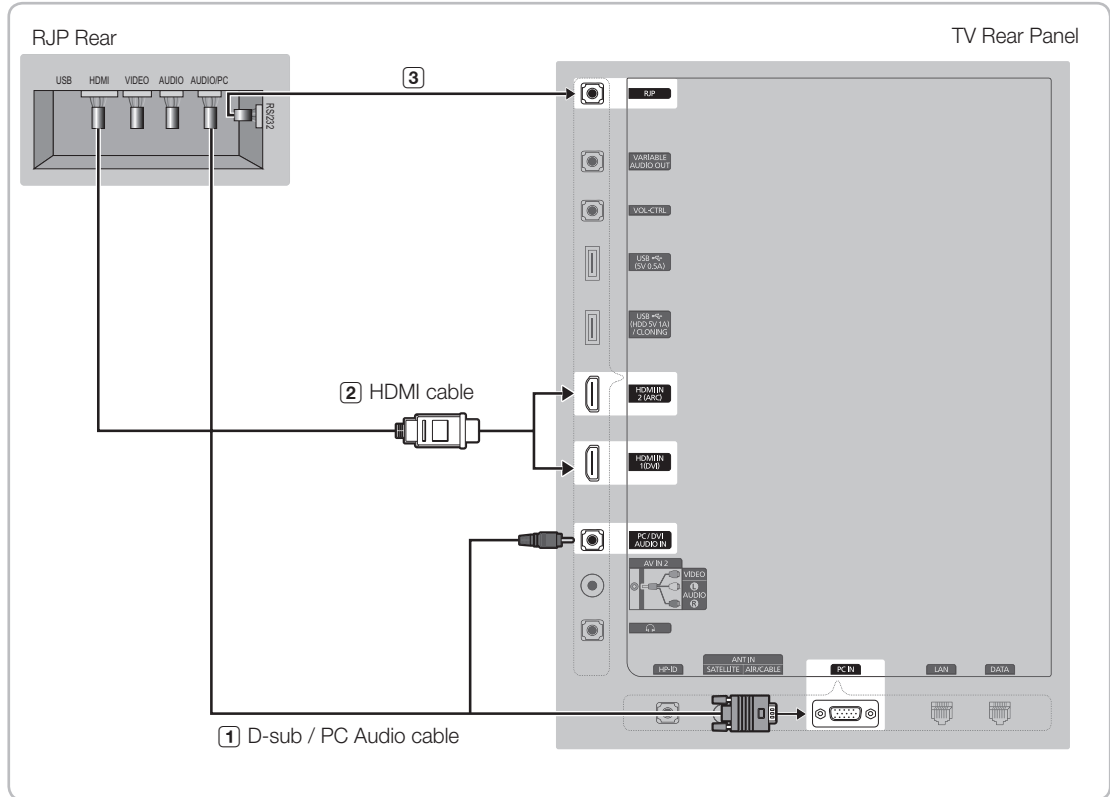 RJP Rear
TV Rear Panel
USB HDMI VIDEO AUDIO AUDIO/PC
RS/232
3
RJP
VARIABLE
AUDIO OUT
VOL-CTRL
USB
(5V 0.5A)
USB
(HDD 5V 1A)
/ CLONING
2 HDMI cable
HDMI IN
2 (ARC)
HDMI IN
1(DVI)
PC / DVI
AUDIO IN
AV IN 2
VIDEO
L
AUDIO
R
HP-ID
ANT IN
SATELLITE AIR/CABLE
PC IN
LAN
DATA
1 D-sub / PC Audio cable